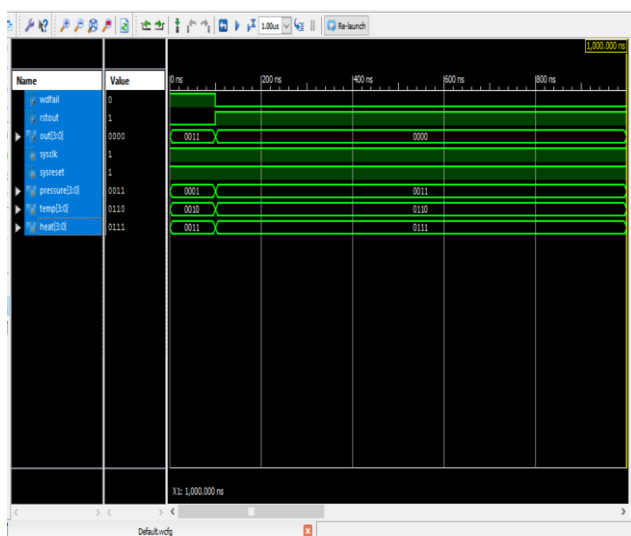 1.00us Re-launch
1,000.000 ns
Name Value 0 ns 200 ns 400 ns 600 ns 800 ns
wdfail 0
rstout 1
out[3:0] 0000 0011 0000
sysclk 1
sysreset 1
pressure[3:0] 0011 0001 0011
temp[3:0] 0110 0010 0110
heat[3:0] 0111 0011 0111
X1: 1,000.000 ns
Default.wcfg